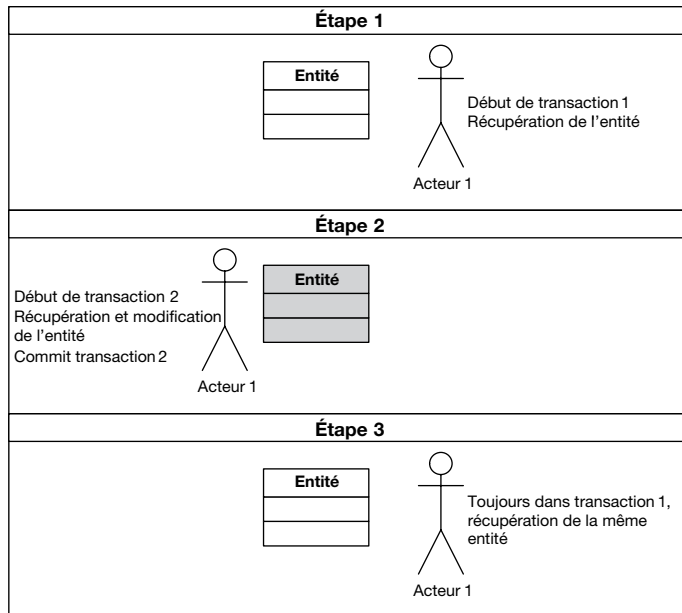 Étape 1
Entité
Début de transaction 1
Récupération de l'entité
Acteur 1
Étape 2
Entité
Début de transaction 2
Récupération et modification
de l'entité
Commit transaction 2
Acteur 1
Étape 3
Entité
Toujours dans transaction 1,
récupération de la même
entité
Acteur 1